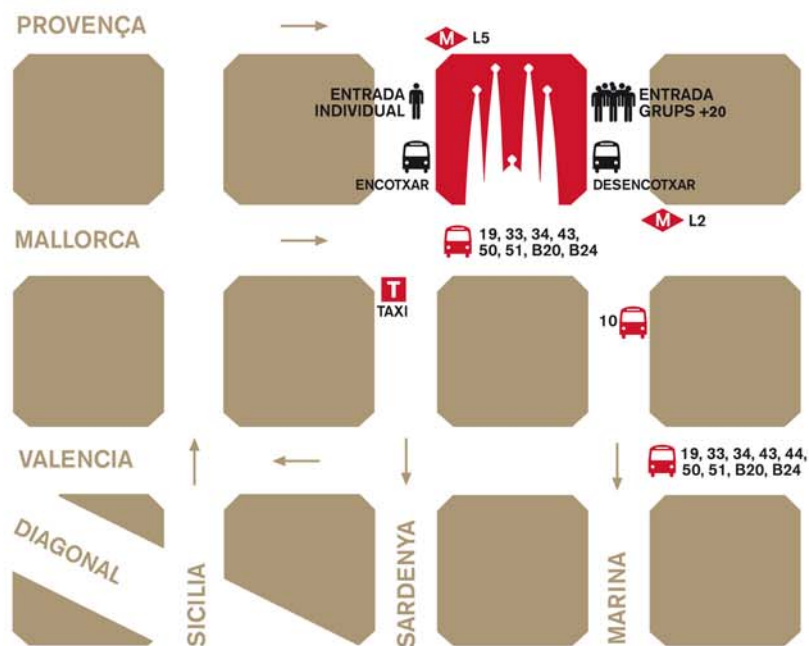 PROVENÇA
M L5
ENTRADA
INDIVIDUAL
ENTRADA
GRUPS +20
ENCOTXAR
DESENCOTXAR
M L2
MALLORCA
19, 33, 34, 43,
50, 51, B20, B24
T
TAXI
10
VALENCIA
19, 33, 34, 43, 44,
50, 51, B20, B24
DIAGONAL
SICILIA
SARDENYA
MARINA